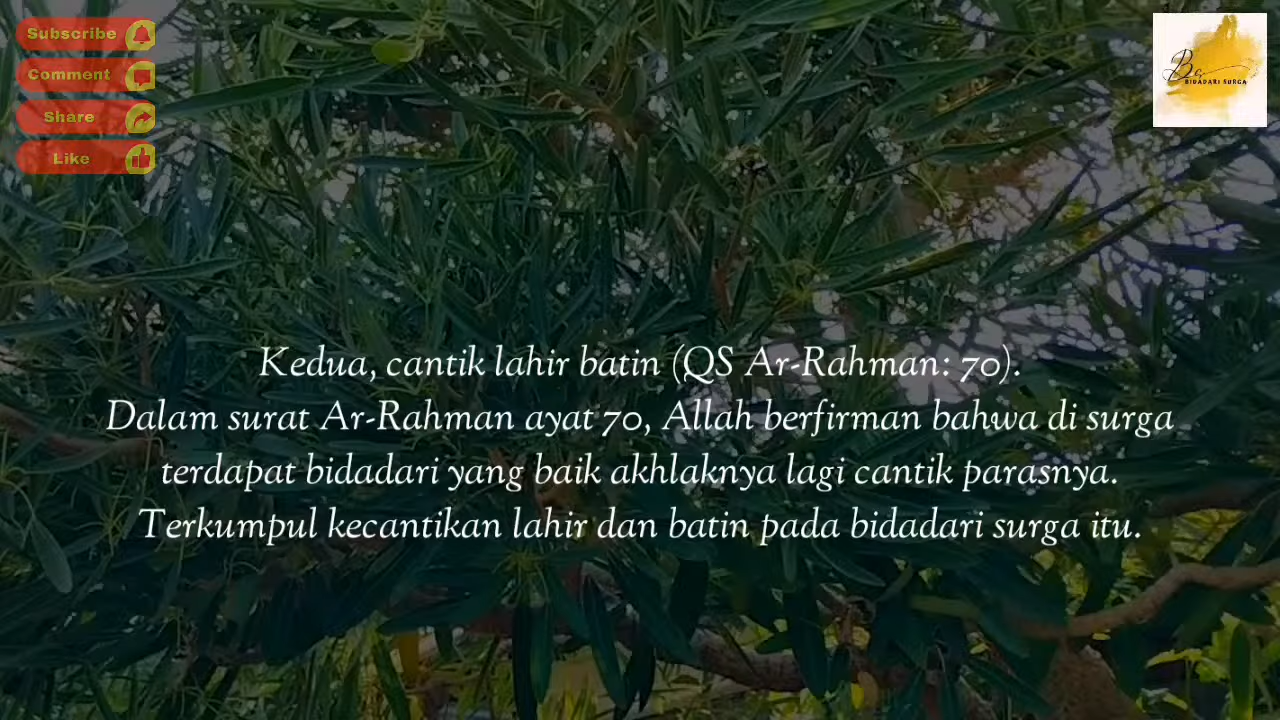 Subscribe
Comment
Share
Like
Bs
BIDADARI SURGA
Kedua, cantik lahir batin (QS Ar-Rahman: 70).
Dalam surat Ar-Rahman ayat 70, Allah berfirman bahwa di surga
terdapat bidadari yang baik akhlaknya lagi cantik parasnya.
Terkumpul kecantikan lahir dan batin pada bidadari surga itu.